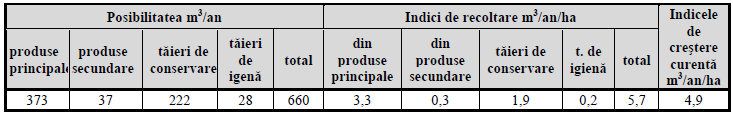 Posibilitatea m³/an | Indici de recoltare m³/an/ha | Indicele de creștere curentă m³/an/ha
produse principale | produse secundare | tăieri de conservare | tăieri de igenă | total | din produse principale | din produse secundare | tăieri de conservare | t. de igienă | total
373 | 37 | 222 | 28 | 660 | 3,3 | 0,3 | 1,9 | 0,2 | 5,7 | 4,9